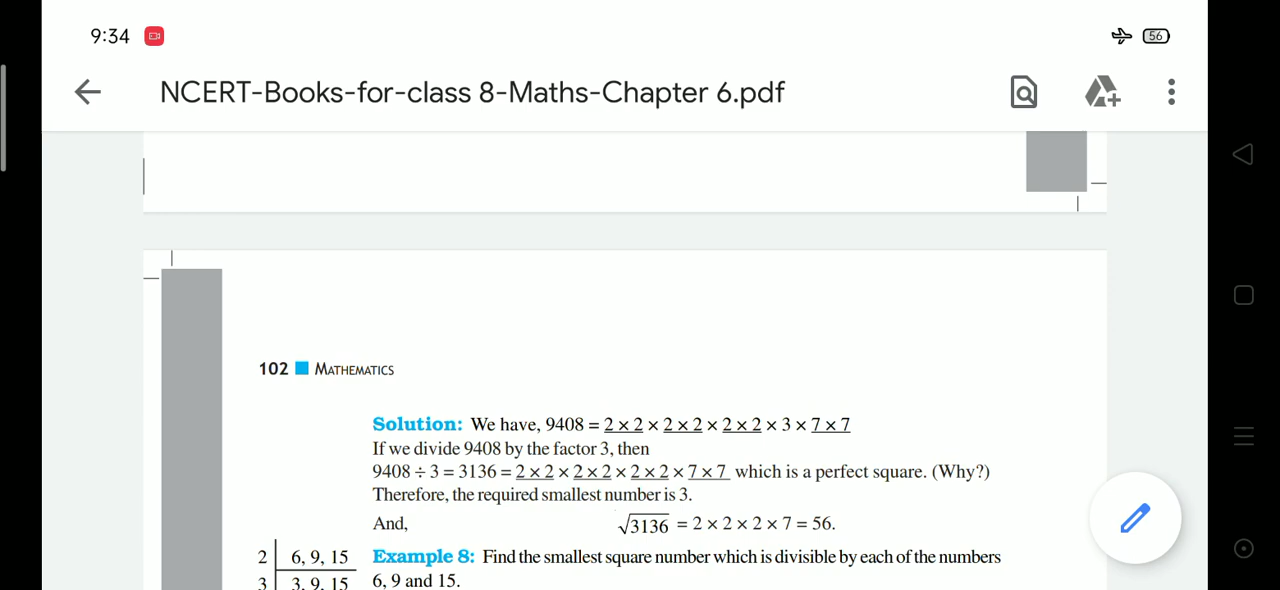 9:34
56
NCERT-Books-for-class 8-Maths-Chapter 6.pdf
102 MATHEMATICS
Solution: We have, 9408 = 2 × 2 × 2 × 2 × 2 × 2 × 3 × 7 × 7
If we divide 9408 by the factor 3, then
9408 ÷ 3 = 3136 = 2 × 2 × 2 × 2 × 2 × 2 × 7 × 7 which is a perfect square. (Why?)
Therefore, the required smallest number is 3.
And, √3136 = 2 × 2 × 2 × 7 = 56.
2 6, 9, 15
3 3, 9, 15
Example 8: Find the smallest square number which is divisible by each of the numbers
6, 9 and 15.